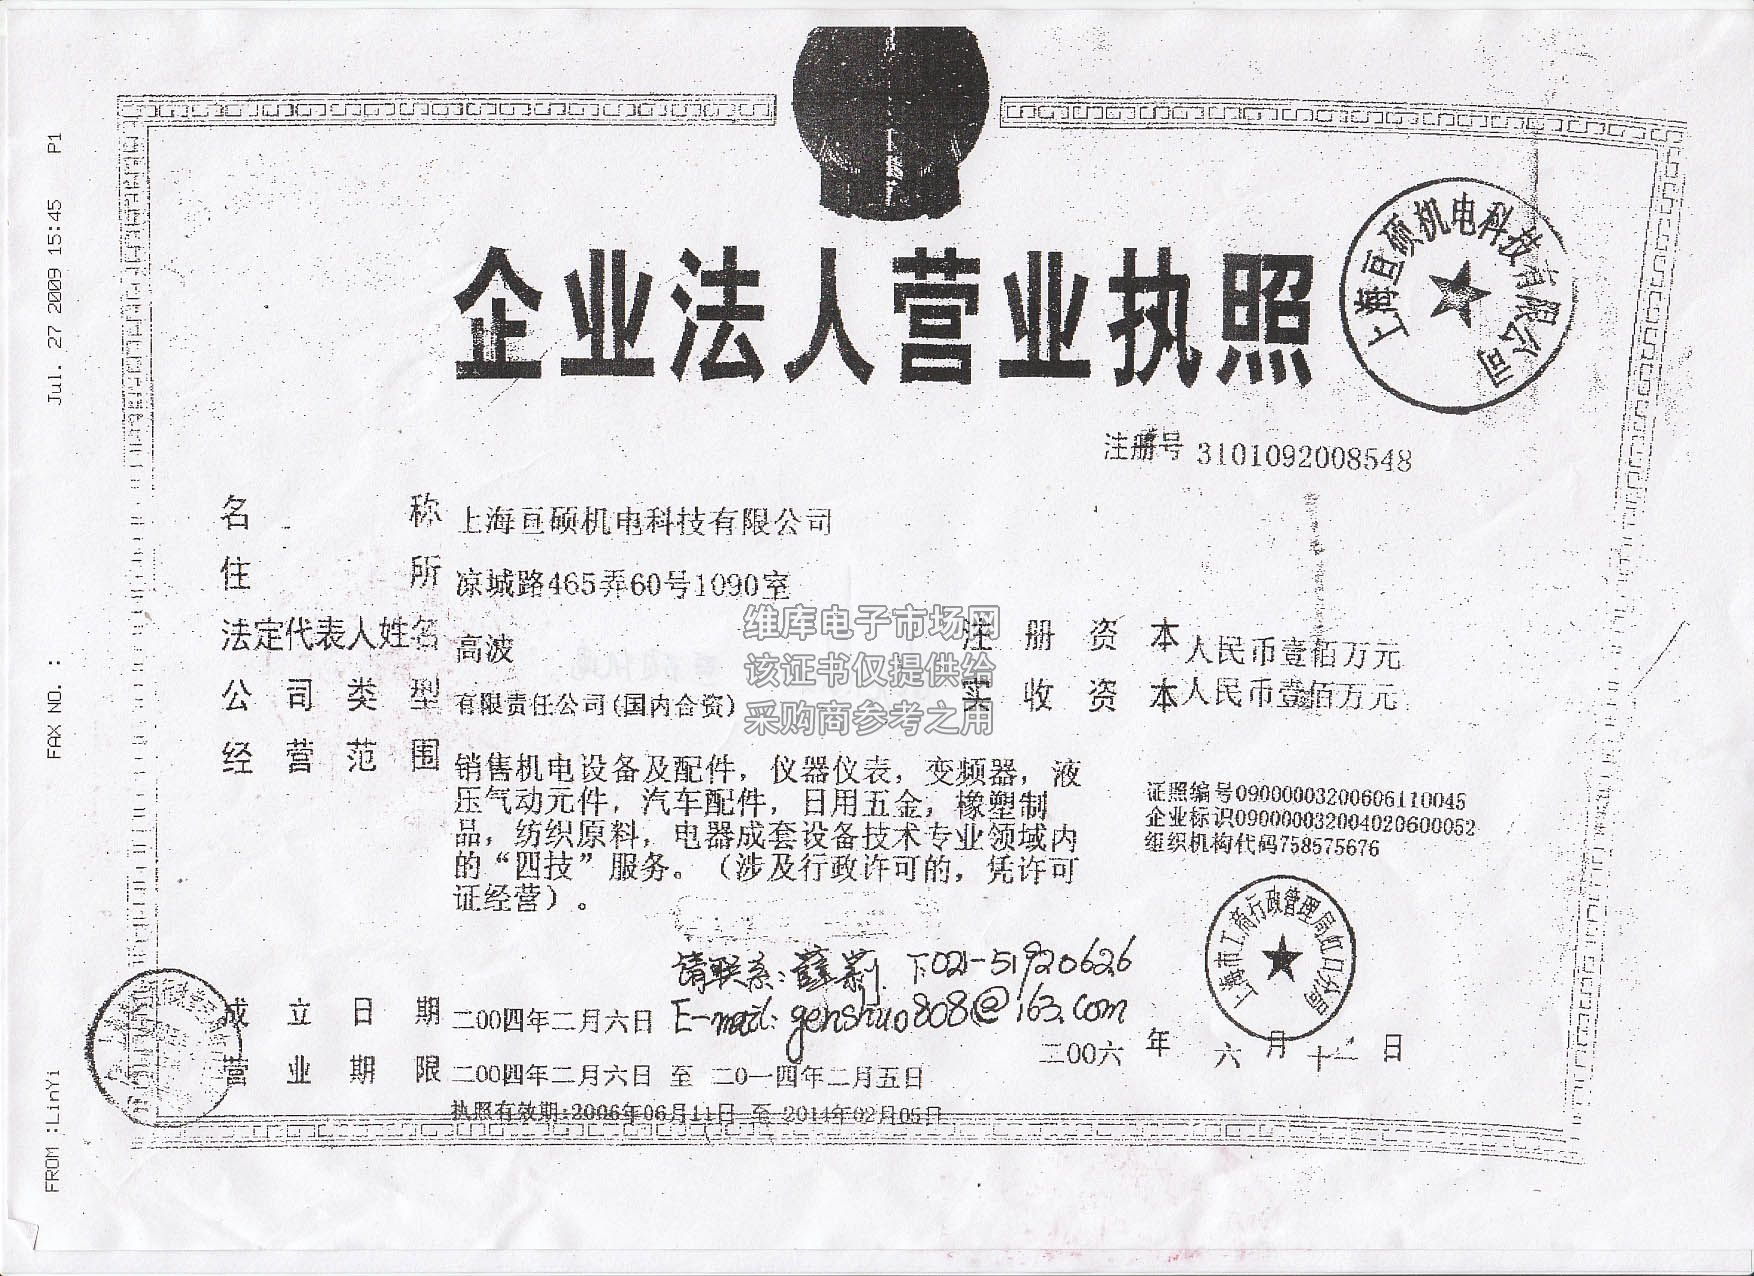 Jul. 27 2009 15:45 P1
FAX NO. :
FROM :LinYi
企业法人营业执照
上海亘硕机电科技有限公司
注册号 3101092008548
名称 上海亘硕机电科技有限公司
住所 凉城路465弄60号1090室
法定代表人姓名 高波
注册资本 人民币壹佰万元
公司类型 有限责任公司(国内合资)
实收资本 人民币壹佰万元
维库电子市场网
该证书仅提供给
采购商参考之用
经营范围 销售机电设备及配件，仪器仪表，变频器，液
压气动元件，汽车配件，日用五金，橡塑制
品，纺织原料，电器成套设备技术专业领域内
的“四技”服务。（涉及行政许可的，凭许可
证经营）。
证照编号09000003200606110045
企业标识09000003200402060052
组织机构代码758575676
上海市工商行政管理局虹口分局
请联系: 薛莉 T021-51920626
E-mail: genshuo808@163.com
成立日期 二OO四年二月六日
二OO六年六月十一日
营业期限 二OO四年二月六日 至 二O一四年二月五日
执照有效期:2006年06月11日 至 2014年02月05日